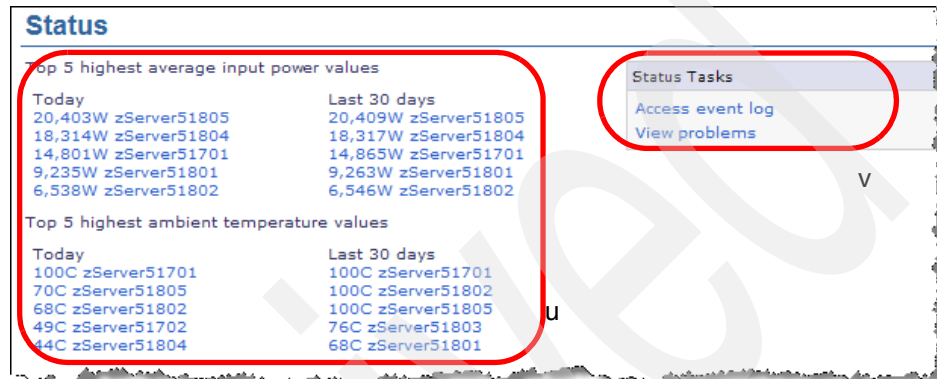 Status
Top 5 highest average input power values
Today Last 30 days
20,403W zServer51805 20,409W zServer51805
18,314W zServer51804 18,317W zServer51804
14,801W zServer51701 14,865W zServer51701
9,235W zServer51801 9,263W zServer51801
6,538W zServer51802 6,546W zServer51802
Top 5 highest ambient temperature values
Today Last 30 days
100C zServer51701 100C zServer51701
70C zServer51805 100C zServer51802
68C zServer51802 100C zServer51805
49C zServer51702 76C zServer51803
44C zServer51804 68C zServer51801
u
Status Tasks
Access event log
View problems
v